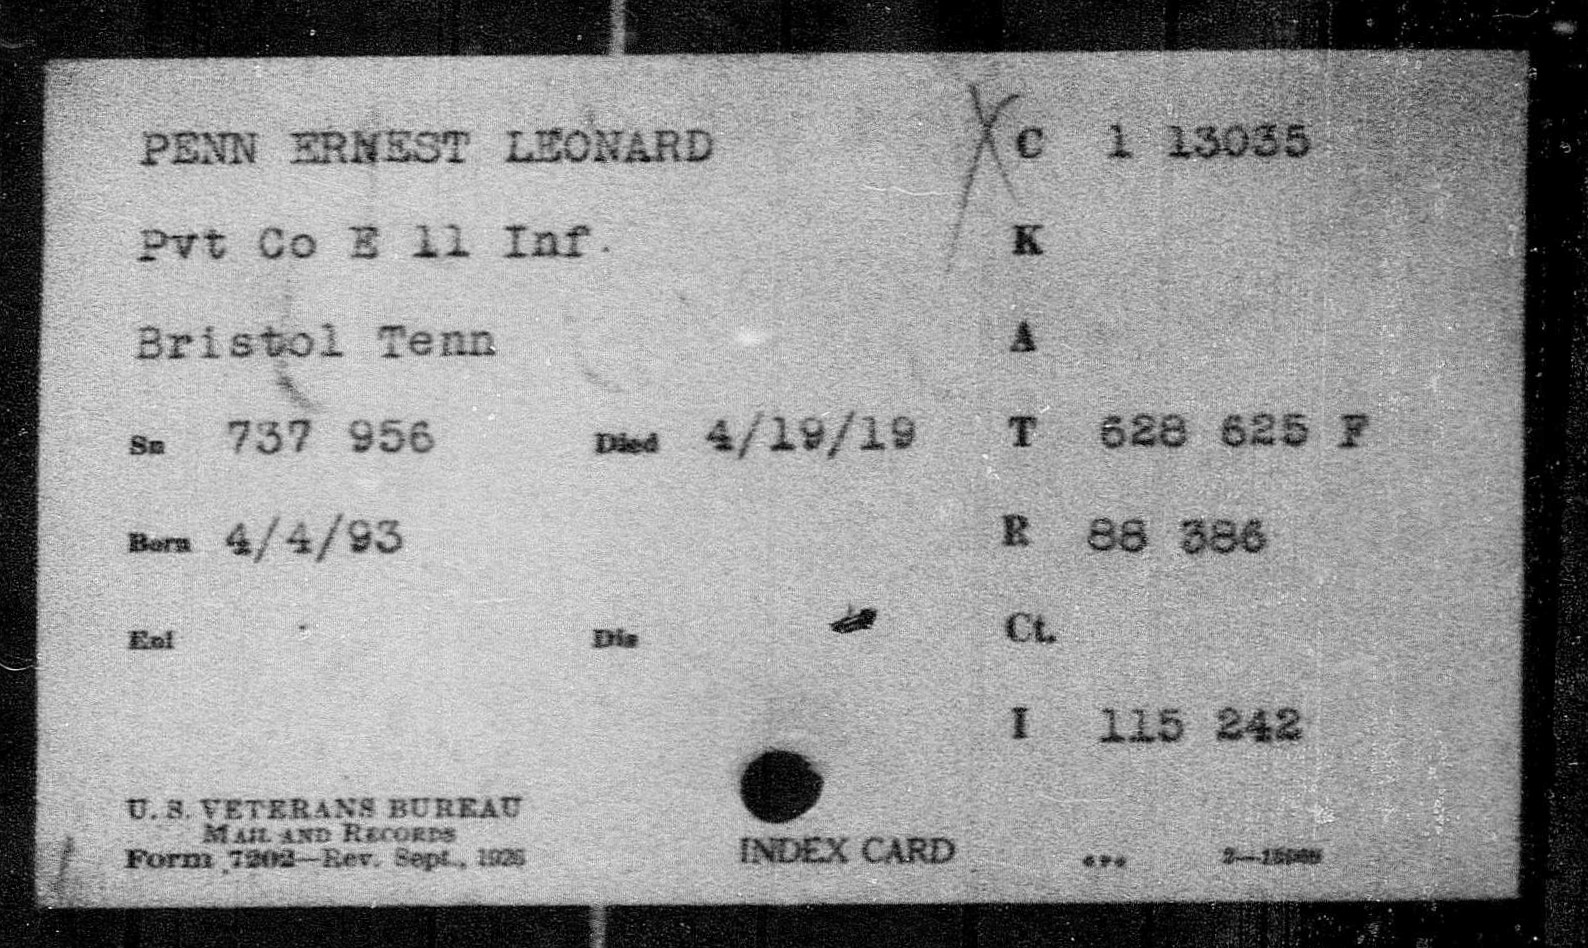 PENN ERNEST LEONARD C 1 13035
Pvt Co E 11 Inf. K
Bristol Tenn A
Sn 737 956 Died 4/19/19 T 628 625 F
Born 4/4/93 R 88 386
Enl Dis Ct.
I 115 242
U. S. VETERANS BUREAU
MAIL AND RECORDS
Form 7202—Rev. Sept., 1926 INDEX CARD